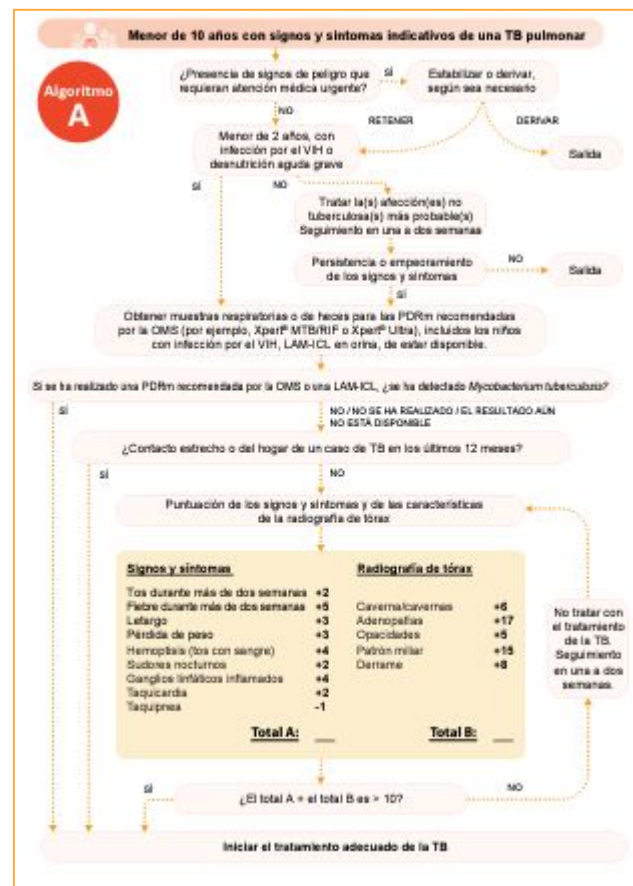 Menor de 10 años con signos y síntomas indicativos de una TB pulmonar
Algoritmo
A
¿Presencia de signos de peligro que
requieran atención médica urgente?
SÍ
Estabilizar o derivar,
según sea necesario
NO
RETENER
DERIVAR
Menor de 2 años, con
infección por el VIH o
desnutrición aguda grave
Salida
SÍ
NO
Tratar la(s) afección(es) no
tuberculosa(s) más probable(s)
Seguimiento en una a dos semanas
Persistencia o empeoramiento
de los signos y síntomas
NO
Salida
SÍ
Obtener muestras respiratorias o de heces para las PDRm recomendadas
por la OMS (por ejemplo, Xpert® MTB/RIF o Xpert® Ultra), incluidos los niños
con infección por el VIH, LAM-ICL en orina, de estar disponible.
Si se ha realizado una PDRm recomendada por la OMS o una LAM-ICL, ¿se ha detectado Mycobacterium tuberculosis?
SÍ
NO / NO SE HA REALIZADO / EL RESULTADO AÚN
NO ESTÁ DISPONIBLE
¿Contacto estrecho o del hogar de un caso de TB en los últimos 12 meses?
SÍ
NO
Puntuación de los signos y síntomas y de las características
de la radiografía de tórax
Signos y síntomas
Tos durante más de dos semanas +2
Fiebre durante más de dos semanas +5
Letargo +3
Pérdida de peso +3
Hemoptisis (tos con sangre) +4
Sudores nocturnos +2
Ganglios linfáticos inflamados +4
Taquicardia +2
Taquipnea -1
Total A: ___
Radiografía de tórax
Caverna/cavernas +6
Adenopatías +17
Opacidades +5
Patrón miliar +15
Derrame +8
Total B: ___
No tratar con
el tratamiento
de la TB.
Seguimiento
en una a dos
semanas.
SÍ
¿El total A + el total B es > 10?
NO
Iniciar el tratamiento adecuado de la TB